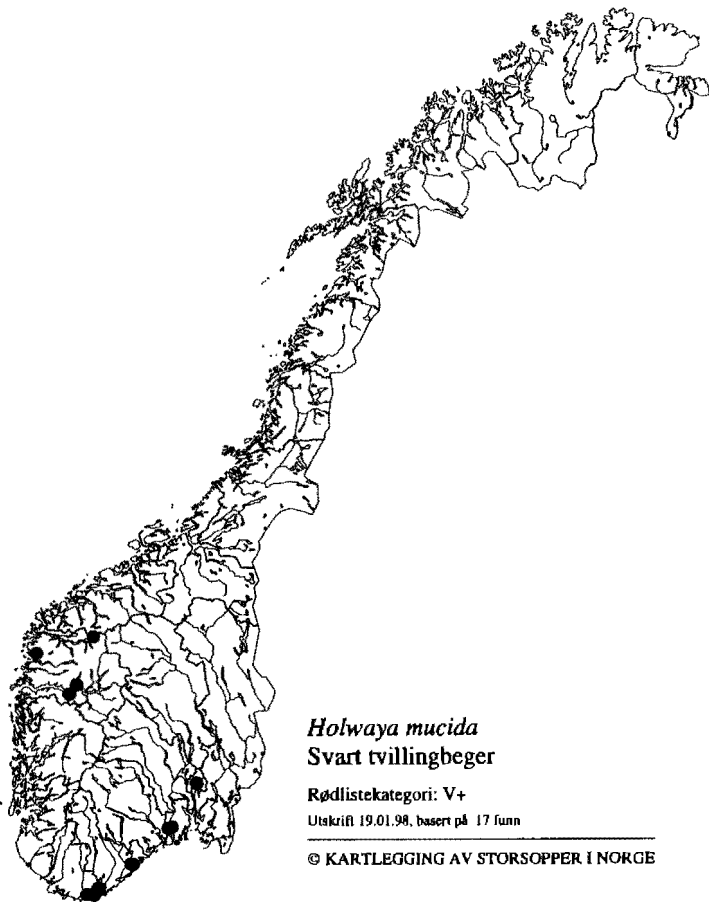 Holwaya mucida
Svart tvillingbeger
Rødlistekategori: V+
Utskrift 19.01.98, basert på 17 funn
© KARTLEGGING AV STORSOPPER I NORGE